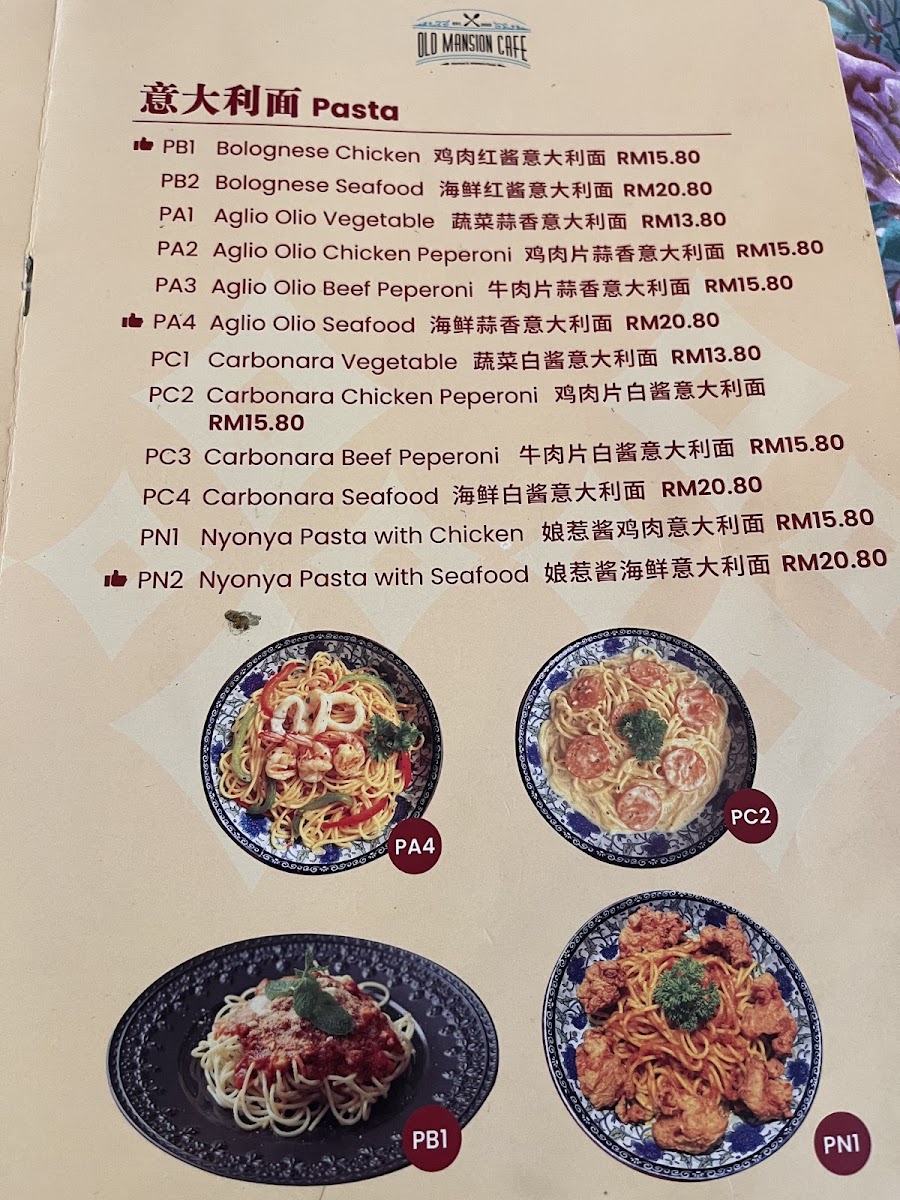 OLD MANSION CAFE
意大利面 Pasta
PB1 Bolognese Chicken 鸡肉红酱意大利面 RM15.80
PB2 Bolognese Seafood 海鲜红酱意大利面 RM20.80
PA1 Aglio Olio Vegetable 蔬菜蒜香意大利面 RM13.80
PA2 Aglio Olio Chicken Peperoni 鸡肉片蒜香意大利面 RM15.80
PA3 Aglio Olio Beef Peperoni 牛肉片蒜香意大利面 RM15.80
PA4 Aglio Olio Seafood 海鲜蒜香意大利面 RM20.80
PC1 Carbonara Vegetable 蔬菜白酱意大利面 RM13.80
PC2 Carbonara Chicken Peperoni 鸡肉片白酱意大利面
RM15.80
PC3 Carbonara Beef Peperoni 牛肉片白酱意大利面 RM15.80
PC4 Carbonara Seafood 海鲜白酱意大利面 RM20.80
PN1 Nyonya Pasta with Chicken 娘惹酱鸡肉意大利面 RM15.80
PN2 Nyonya Pasta with Seafood 娘惹酱海鲜意大利面 RM20.80
PA4
PC2
PB1
PN1